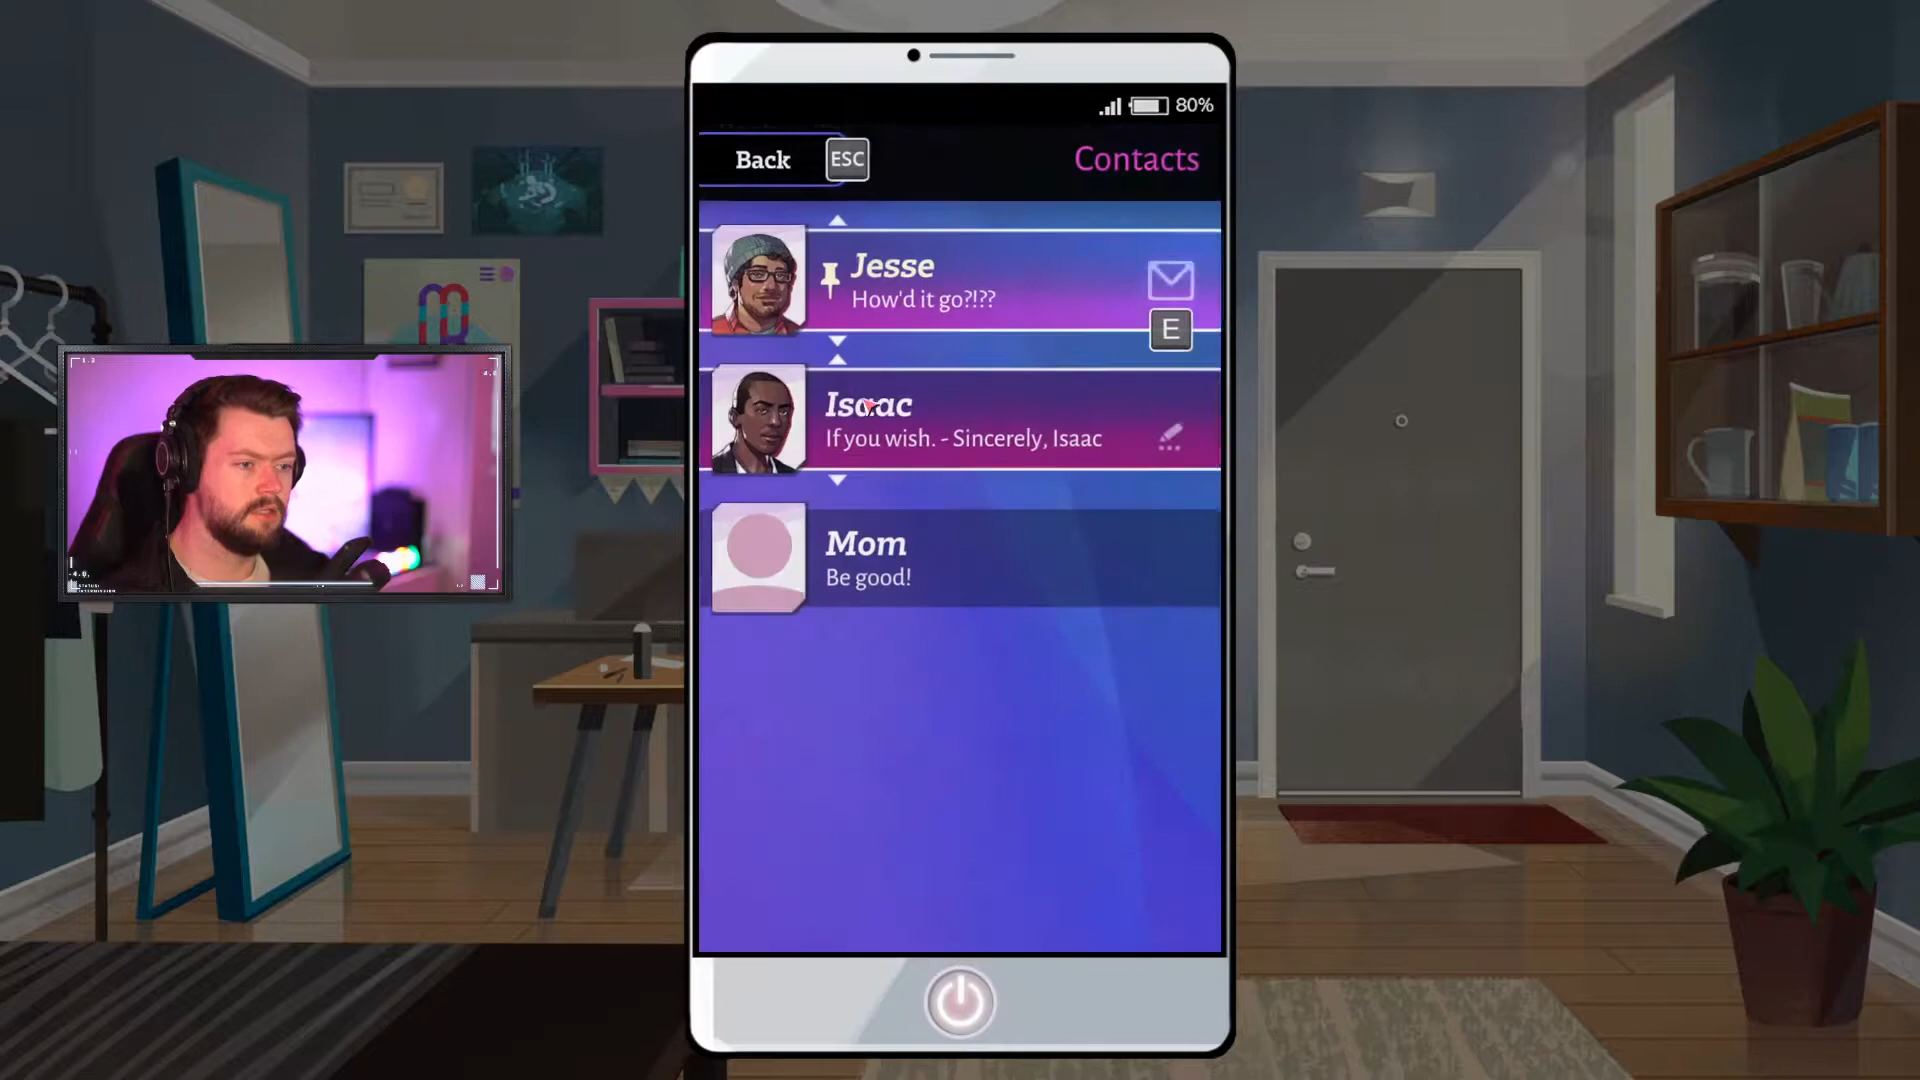 80%
Back
ESC
Contacts
Jesse
How'd it go?!??
E
Isaac
If you wish. - Sincerely, Isaac
Mom
Be good!